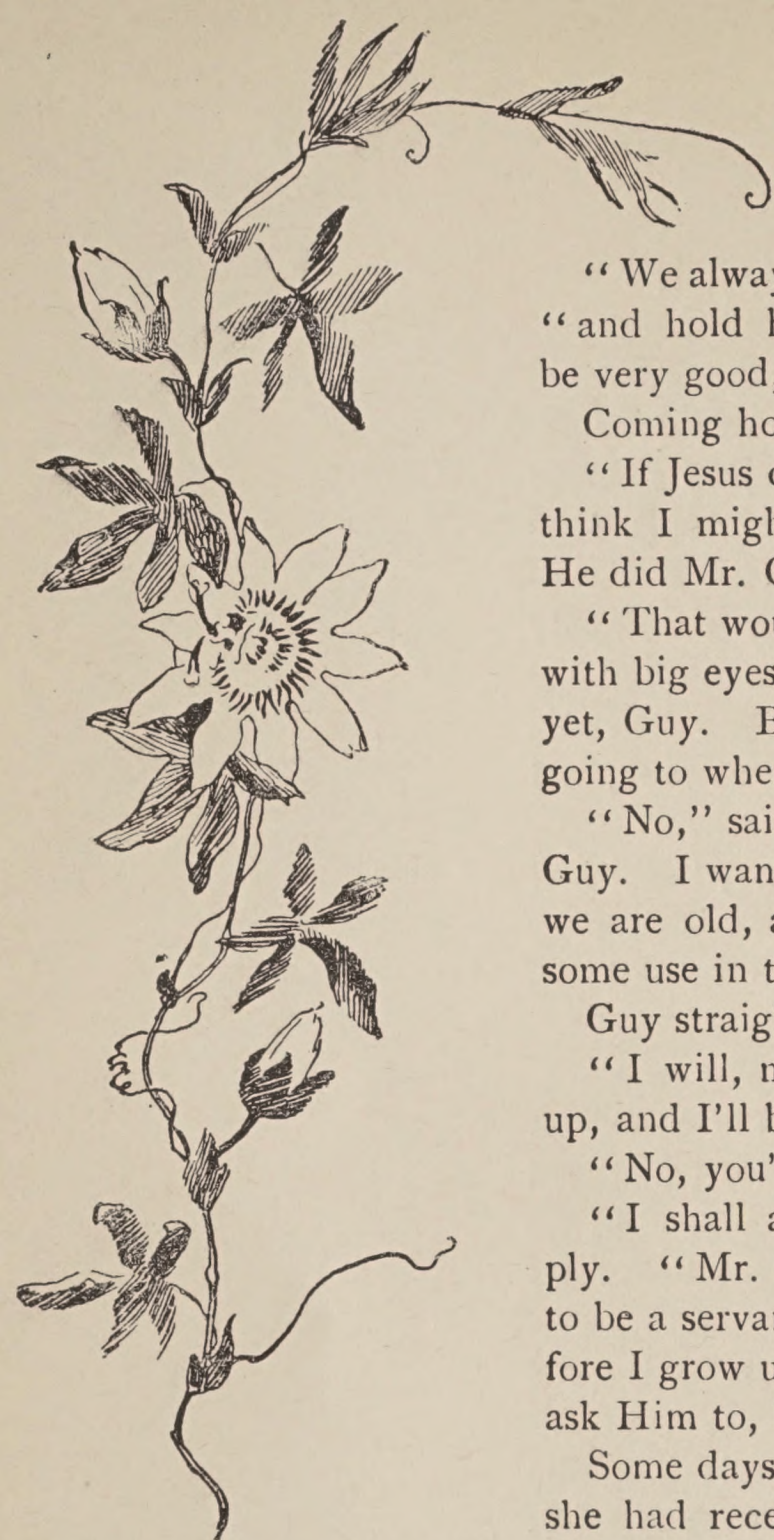 “ We alway
“ and hold h
be very good,
Coming ho
“ If Jesus
think I migh
He did Mr.
“ That wou
with big eyes
yet, Guy.
going to whe
“ No,” sai
Guy. I wan
we are old, a
some use in t
Guy straig
“ I will, n
up, and I’ll b
“ No, you’
“ I shall a
ply. “ Mr.
to be a serva
fore I grow u
ask Him to,
Some days
she had rece